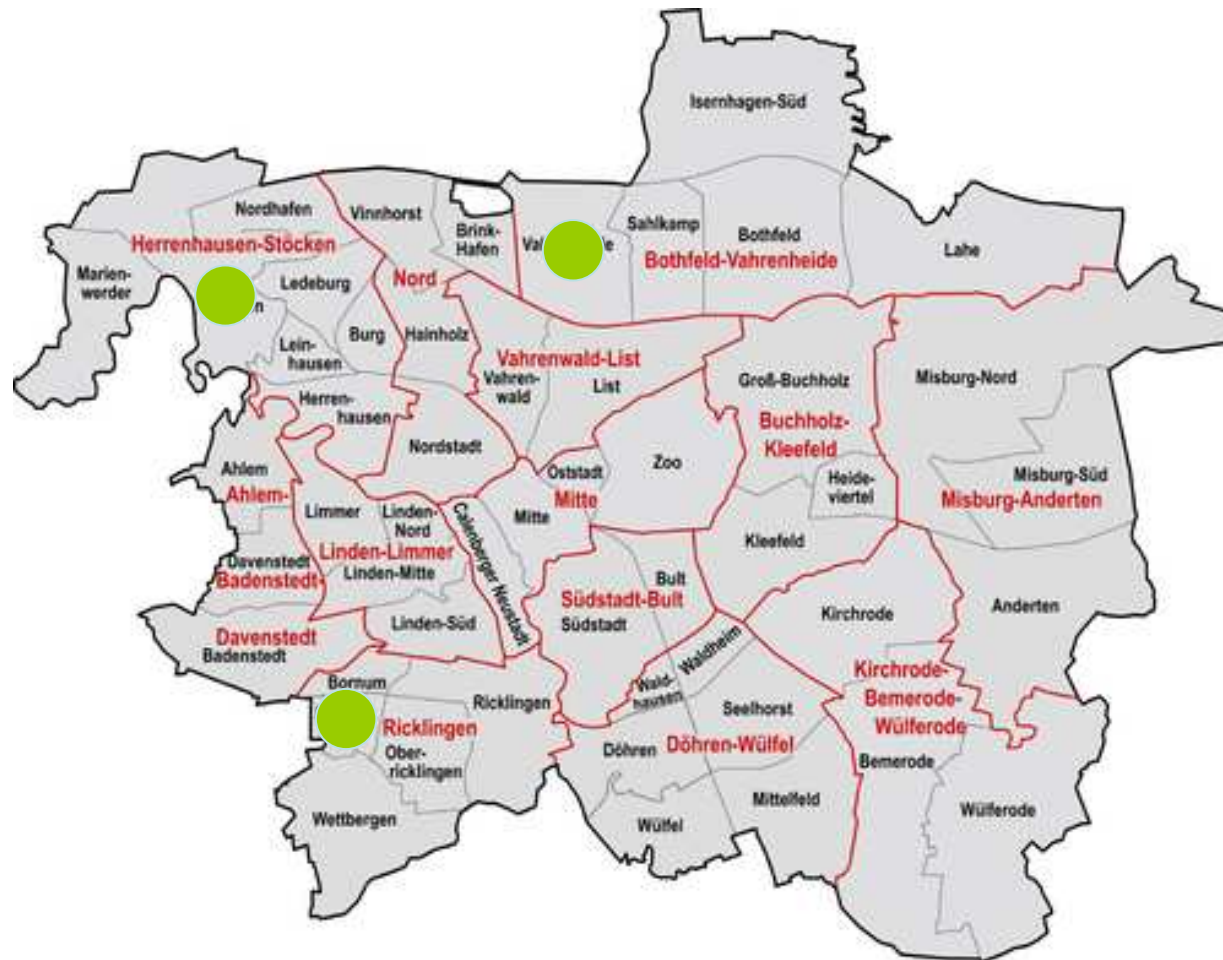 Isernhagen-Süd
Nordhafen
Vinnhorst
Brink-
Hafen
Sahlkamp
Bothfeld
Lahe
Herrenhausen-Stöcken
Bothfeld-Vahrenheide
Marien-
werder
Ledeburg
Nord
Burg
Hainholz
Lein-
hausen
Vahrenwald-List
Vahren-
wald
List
Groß-Buchholz
Misburg-Nord
Herren-
hausen
Buchholz-
Kleefeld
Nordstadt
Oststadt
Zoo
Heide-
viertel
Misburg-Süd
Misburg-Anderten
Ahlem
Ahlem-
Limmer
Linden-
Nord
Calenberger Neustadt
Mitte
Mitte
Kleefeld
Davenstedt
Badenstedt-
Linden-Limmer
Linden-Mitte
Bult
Südstadt-Bult
Südstadt
Kirchrode
Anderten
Linden-Süd
Davenstedt
Badenstedt
Waldheim
Wald-
hausen
Kirchrode-
Bemerode-
Wülferode
Bornum
Ricklingen
Ricklingen
Seelhorst
Döhren
Döhren-Wülfel
Ober-
ricklingen
Bemerode
Wettbergen
Wülfel
Mittelfeld
Wülferode